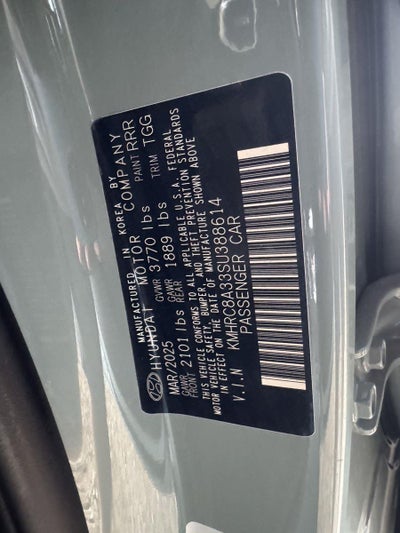 MANUFACTURED IN KOREA BY
HYUNDAI MOTOR COMPANY
MAR/2025 GVWR 3770 lbs PAINT RRR
GAWR FRONT 2101 lbs GAWR REAR 1889 lbs TRIM TGG
THIS VEHICLE CONFORMS TO ALL APPLICABLE U.S.A. FEDERAL
MOTOR VEHICLE SAFETY, BUMPER, AND THEFT PREVENTION STANDARDS
IN EFFECT ON THE DATE OF MANUFACTURE SHOWN ABOVE
V.I.N KMHRC8A38SU388614
PASSENGER CAR